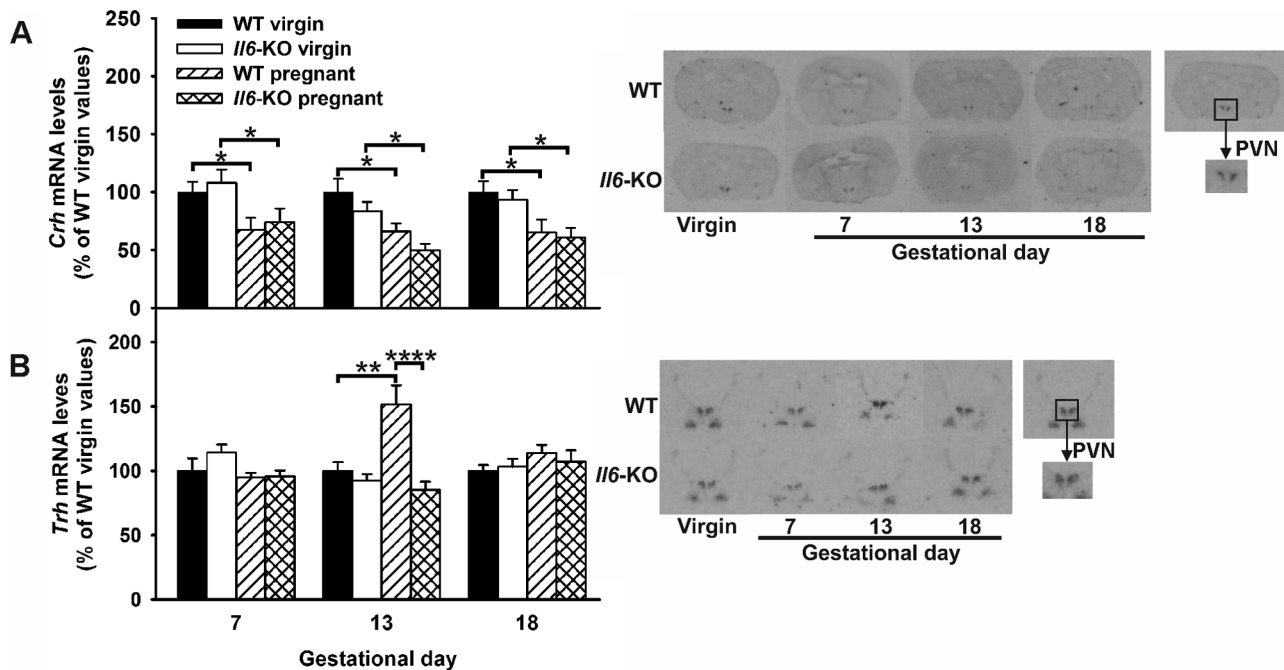 A
Crh mRNA levels
(% of WT virgin values)
250
200
150
100
50
0
WT virgin
Il6-KO virgin
WT pregnant
Il6-KO pregnant
* * * * * *
WT
Il6-KO
Virgin 7 13 18
Gestational day
PVN
B
Trh mRNA leves
(% of WT virgin values)
200
150
100
50
0
** ****
7 13 18
Gestational day
WT
Il6-KO
Virgin 7 13 18
Gestational day
PVN